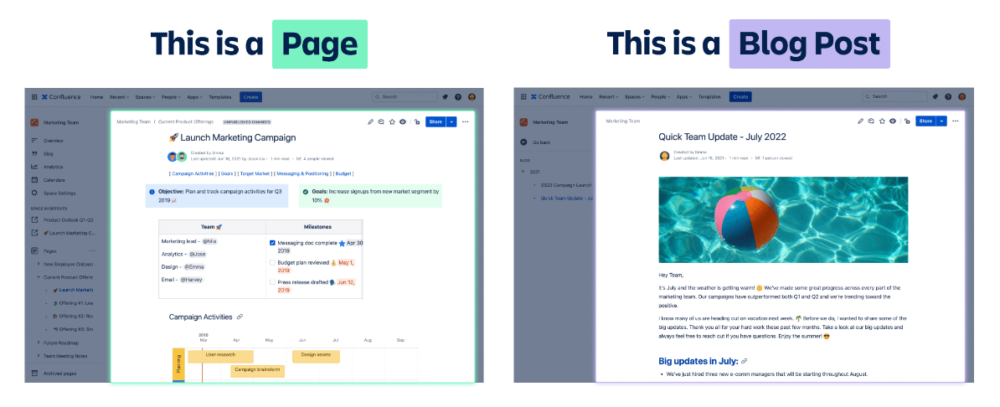 This is a Page
This is a Blog Post
Confluence Home Recent Spaces People Apps Templates Create Search
Marketing Team
Overview
Blog
Analytics
Calendars
Space Settings
SPACE SHORTCUTS
Product Outlook Q1-Q2
Launch Marketing C...
Pages
New Employee Onboar
Current Product Offerin
Launch Marketin
Offering #1: Lea
Offering #2: Rec
Offering #3: Sna
Future Roadmap
Team Meeting Notes
Archived pages
Marketing Team / Current Product Offerings UNPUBLISHED CHANGES Share
🚀 Launch Marketing Campaign
Created by Emma
Last updated: Jun 18, 2021 by Jason Liu • 1 min read • 4 people viewed
[ Campaign Activities ] [ Goals ] [ Target Market ] [ Messaging & Positioning ] [ Budget ]
Objective: Plan and track campaign activities for Q3
2019
Goals: Increase signups from new market segment by
10%
Team 🚀 Milestones
Marketing lead - @Mia
Analytics - @Jose
Design - @Emma
Email - @Harvey
Messaging doc complete Apr 30
2019
Budget plan reviewed May 1,
2019
Press release drafted Jun 12,
2019
Campaign Activities
2016
Mar Apr May Jun Jul Aug Sep
Planning
User research
Design assets
Campaign brainstorm
Confluence Home Recent Spaces People Apps Templates Create Search
Marketing Team
Go back
BLOG
2021
SS22 Campaign Launch
Quick Team Update - Ju
Marketing Team Share
Quick Team Update - July 2022
Created by Emma
Last updated: Jun 18, 2021 • 1 min read • 1 person viewed
Hey Team,
It's July and the weather is getting warm! We've made some great progress across every part of the
marketing team. Our campaigns have outperformed both Q1 and Q2 and we're trending toward the
positive.
I know many of us are heading out on vacation next week. 🌴 Before we do, I wanted to share some of the
big updates. Thank you all for your hard work these past few months. Take a look at our big updates and
always feel free to reach out if you have questions. Enjoy the summer! 😎
Big updates in July:
• We've just hired three new e-comm managers that will be starting throughout August.